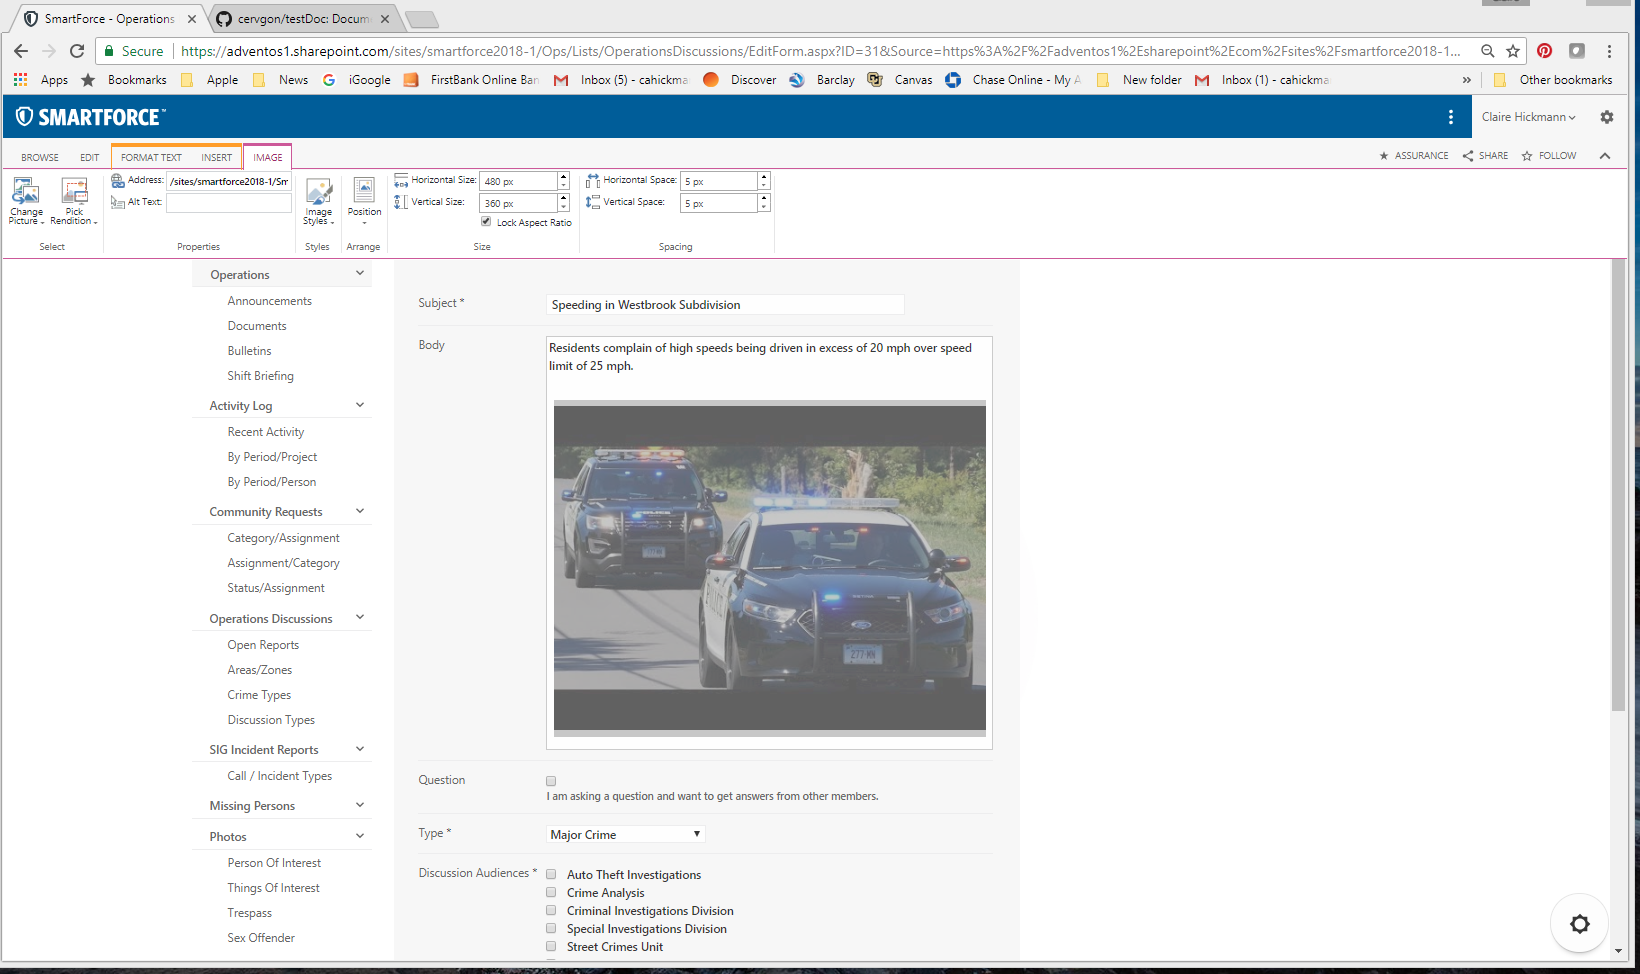 SmartForce - Operations
cervgon/testDoc: Docum
Secure https://adventos1.sharepoint.com/sites/smartforce2018-1/Ops/Lists/OperationsDiscussions/EditForm.aspx?ID=31&Source=https%3A%2F%2Fadventos1%2Esharepoint%2Ecom%2Fsites%2Fsmartforce2018-1...
Apps Bookmarks Apple News iGoogle FirstBank Online Ban Inbox (5) - cahickma Discover Barclay Canvas Chase Online - My A New folder Inbox (1) - cahickma » Other bookmarks
SMARTFORCE™
Claire Hickmann
BROWSE EDIT FORMAT TEXT INSERT IMAGE
ASSURANCE SHARE FOLLOW
Change Picture
Pick Rendition
Select
Address: /sites/smartforce2018-1/Sm
Alt Text:
Properties
Image Styles
Styles
Position
Arrange
Horizontal Size: 480 px
Vertical Size: 360 px
Lock Aspect Ratio
Size
Horizontal Space: 5 px
Vertical Space: 5 px
Spacing
Operations
Announcements
Documents
Bulletins
Shift Briefing
Activity Log
Recent Activity
By Period/Project
By Period/Person
Community Requests
Category/Assignment
Assignment/Category
Status/Assignment
Operations Discussions
Open Reports
Areas/Zones
Crime Types
Discussion Types
SIG Incident Reports
Call / Incident Types
Missing Persons
Photos
Person Of Interest
Things Of Interest
Trespass
Sex Offender
Subject *
Speeding in Westbrook Subdivision
Body
Residents complain of high speeds being driven in excess of 20 mph over speed
limit of 25 mph.
POLICE
277-MN
Question
I am asking a question and want to get answers from other members.
Type *
Major Crime
Discussion Audiences *
Auto Theft Investigations
Crime Analysis
Criminal Investigations Division
Special Investigations Division
Street Crimes Unit